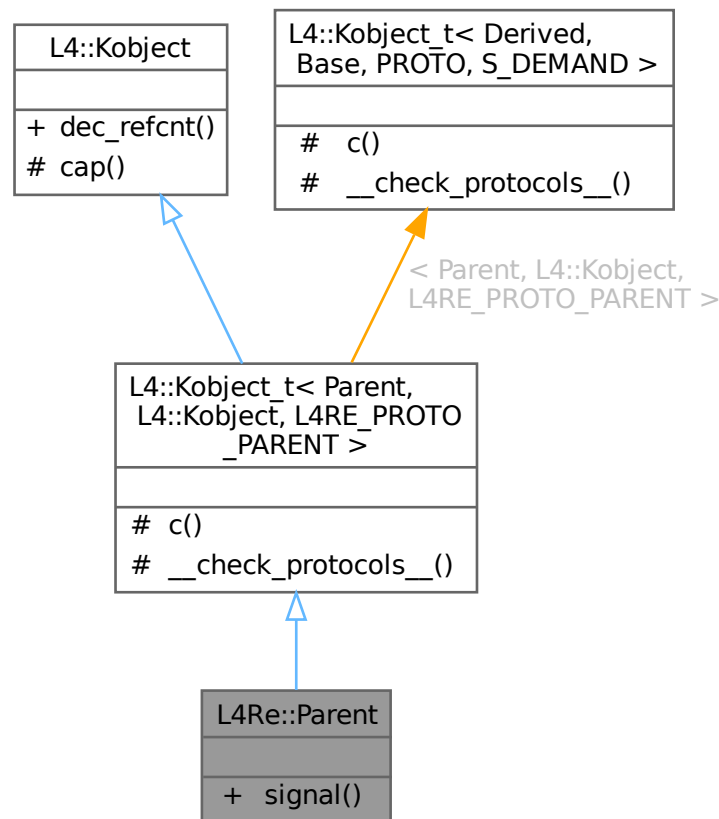 L4::Kobject
+ dec_refcnt()
# cap()
L4::Kobject_t< Derived,
Base, PROTO, S_DEMAND >
# c()
# __check_protocols__()
< Parent, L4::Kobject,
L4RE_PROTO_PARENT >
L4::Kobject_t< Parent,
L4::Kobject, L4RE_PROTO
_PARENT >
# c()
# __check_protocols__()
L4Re::Parent
+ signal()